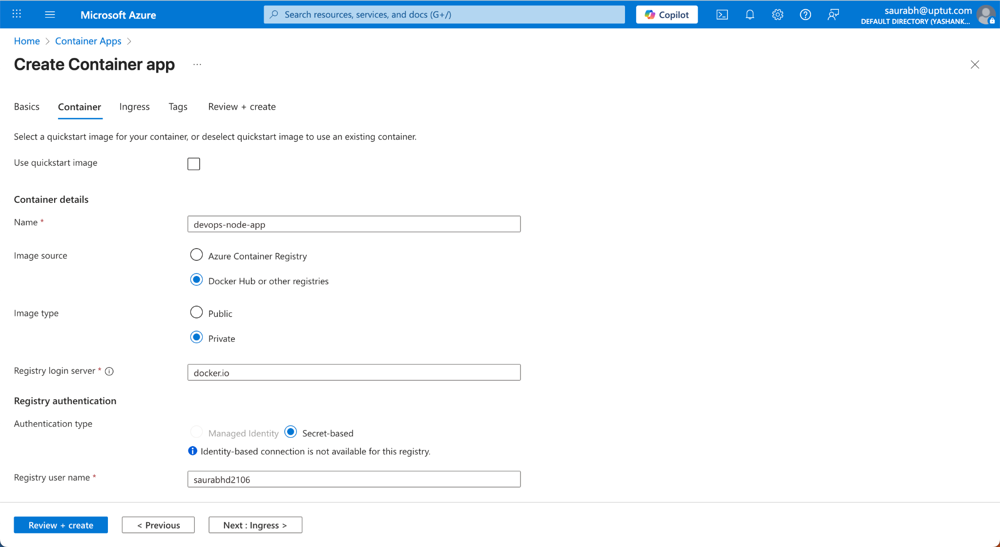 Microsoft Azure
Search resources, services, and docs (G+/)
Copilot
saurabh@uptut.com
DEFAULT DIRECTORY (YASHANK...
Home > Container Apps >
Create Container app ...
Basics Container Ingress Tags Review + create
Select a quickstart image for your container, or deselect quickstart image to use an existing container.
Use quickstart image
Container details
Name *
devops-node-app
Image source
Azure Container Registry
Docker Hub or other registries
Image type
Public
Private
Registry login server *
docker.io
Registry authentication
Authentication type
Managed Identity Secret-based
Identity-based connection is not available for this registry.
Registry user name *
saurabhd2106
Review + create < Previous Next : Ingress >